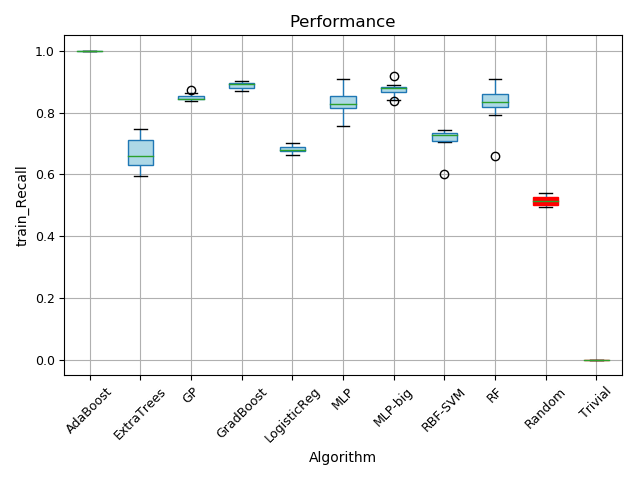 Performance
train_Recall
1.0
0.8
0.6
0.4
0.2
0.0
AdaBoost
ExtraTrees
GP
GradBoost
LogisticReg
MLP
MLP-big
RBF-SVM
RF
Random
Trivial
Algorithm